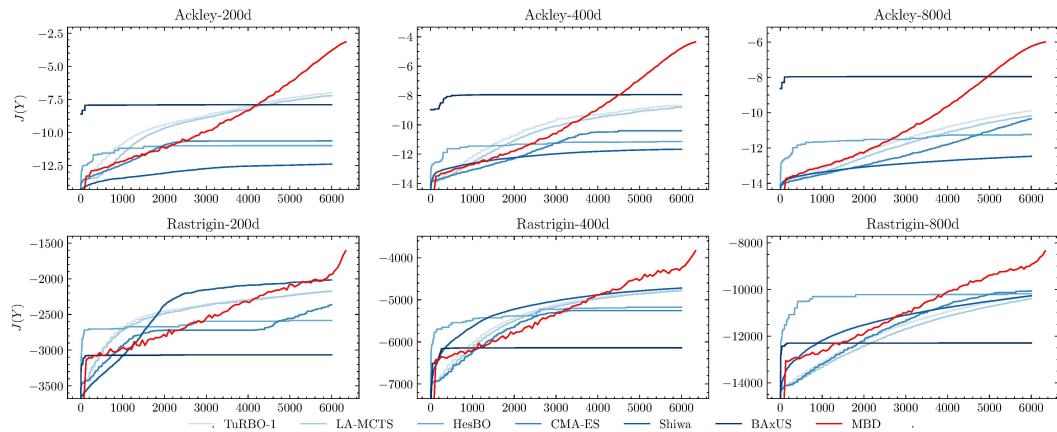 Ackley-200d Ackley-400d Ackley-800d
J(Y)
−2.5
−5.0
−7.5
−10.0
−12.5
0 1000 2000 3000 4000 5000 6000
−4
−6
−8
−10
−12
−14
0 1000 2000 3000 4000 5000 6000
−6
−8
−10
−12
−14
0 1000 2000 3000 4000 5000 6000
Rastrigin-200d Rastrigin-400d Rastrigin-800d
J(Y)
−1500
−2000
−2500
−3000
−3500
0 1000 2000 3000 4000 5000 6000
−4000
−5000
−6000
−7000
0 1000 2000 3000 4000 5000 6000
−8000
−10000
−12000
−14000
0 1000 2000 3000 4000 5000 6000
TuRBO-1 LA-MCTS HesBO CMA-ES Shiwa BAxUS MBD